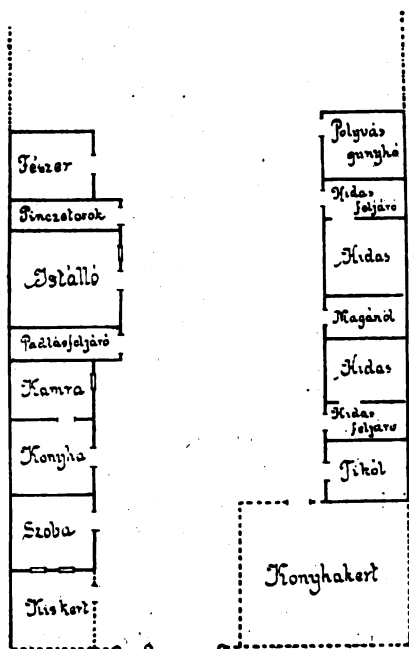 Fészer
Pinczetorok
Istálló
Padlásfeljáró
Kamra
Konyha
Szoba
Kiskert
Polyvás
gunyhó
Hidas
feljáró
Hidas
Magánól
Hidas
Hidas
feljáró
Tikól
Konyhakert